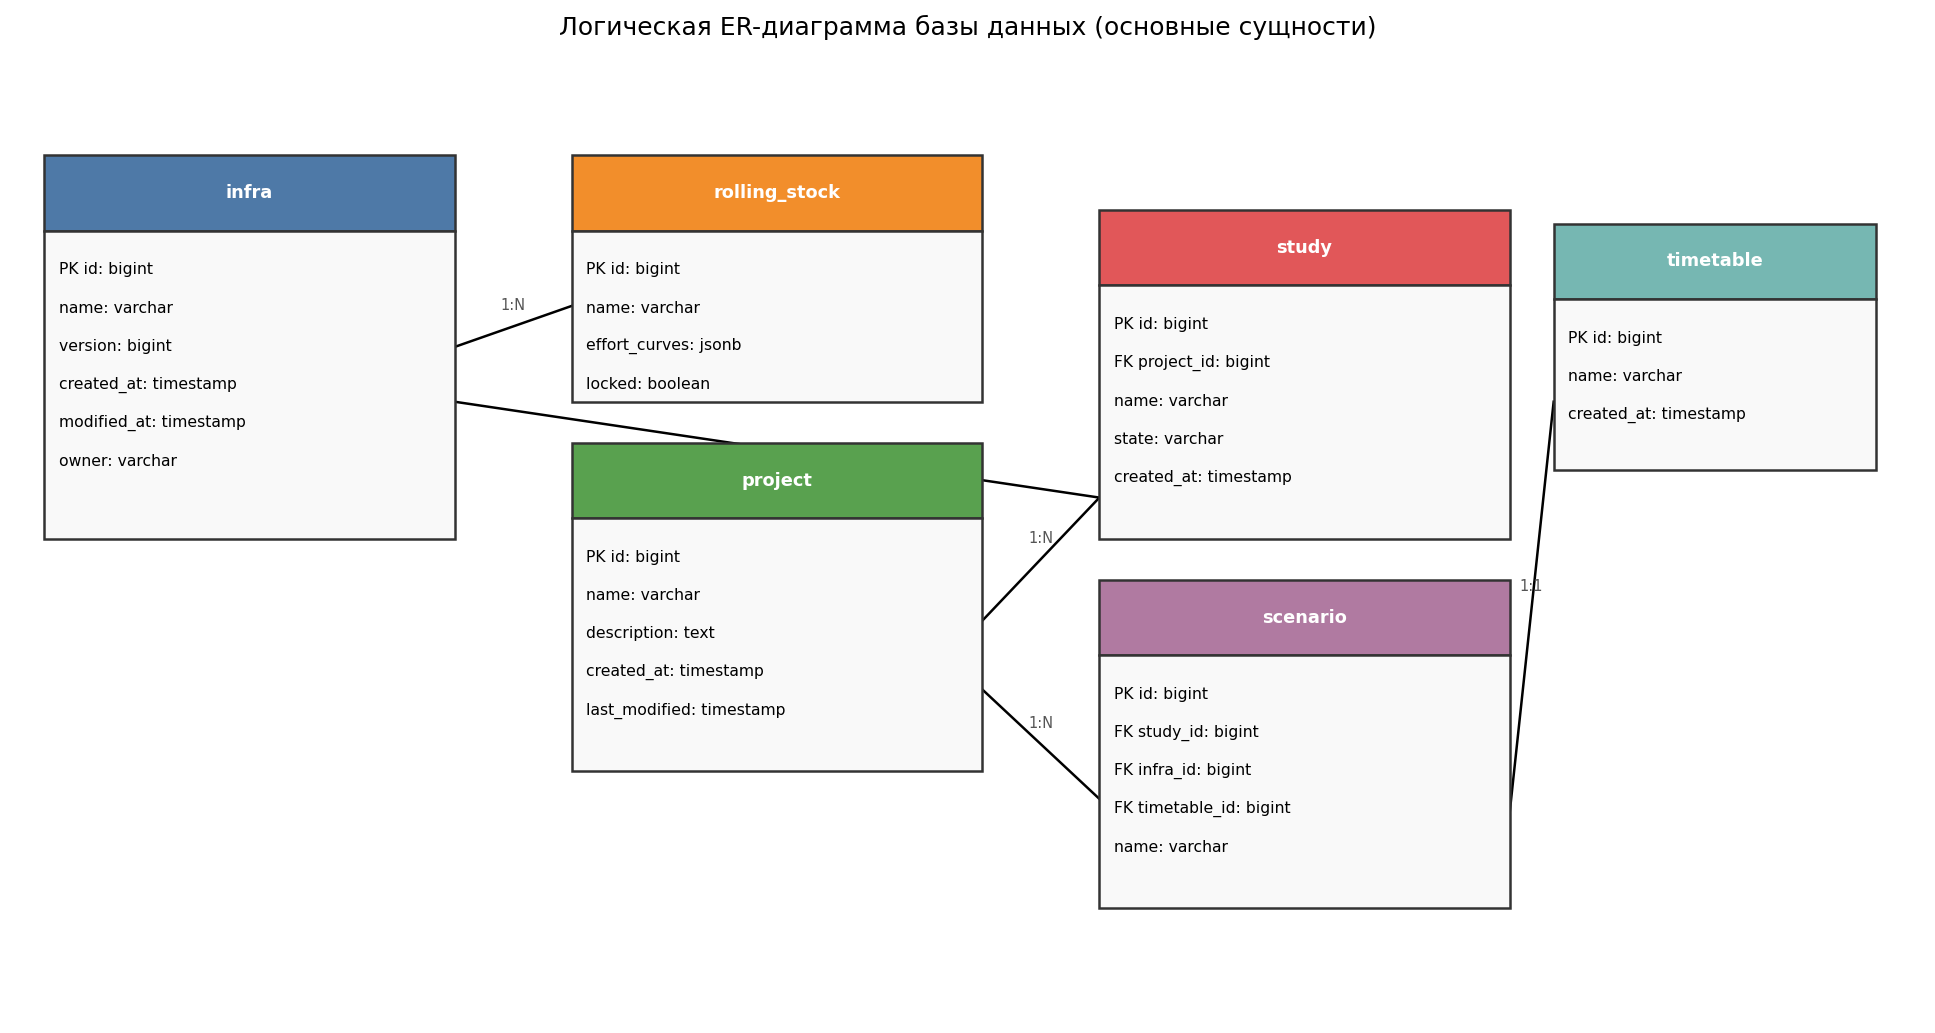 Логическая ER-диаграмма базы данных (основные сущности)
infra
PK id: bigint
name: varchar
version: bigint
created_at: timestamp
modified_at: timestamp
owner: varchar
1:N
rolling_stock
PK id: bigint
name: varchar
effort_curves: jsonb
locked: boolean
project
PK id: bigint
name: varchar
description: text
created_at: timestamp
last_modified: timestamp
1:N
1:N
study
PK id: bigint
FK project_id: bigint
name: varchar
state: varchar
created_at: timestamp
scenario
PK id: bigint
FK study_id: bigint
FK infra_id: bigint
FK timetable_id: bigint
name: varchar
1:1
timetable
PK id: bigint
name: varchar
created_at: timestamp